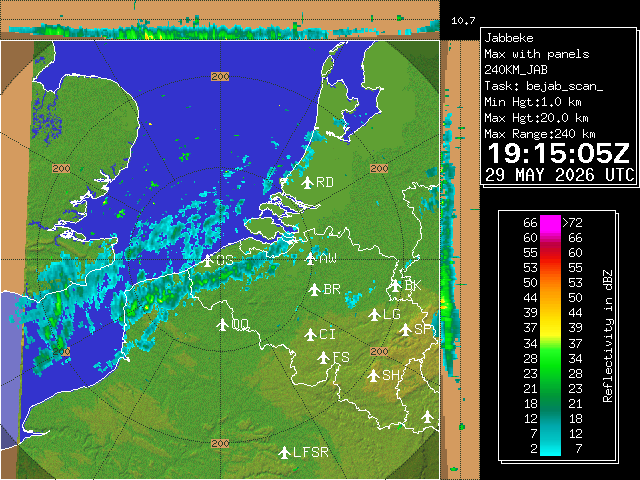 10.7
Jabbeke
Max with panels
240KM_JAB
Task: bejab_scan_
Min Hgt:1.0 km
Max Hgt:20.0 km
Max Range:240 km
19:15:05Z
29 MAY 2026 UTC
200
200
200
RD
OS
AW
BR
BK
LG
QQ
CI
SP
200
FS
200
SH
200
LFSR
66 >72
60 66
59 60
53 55
50 53
44 50
39 44
37 39
34 37
28 34
23 28
21 23
18 21
12 18
7 12
2 7
Reflectivity in dBZ